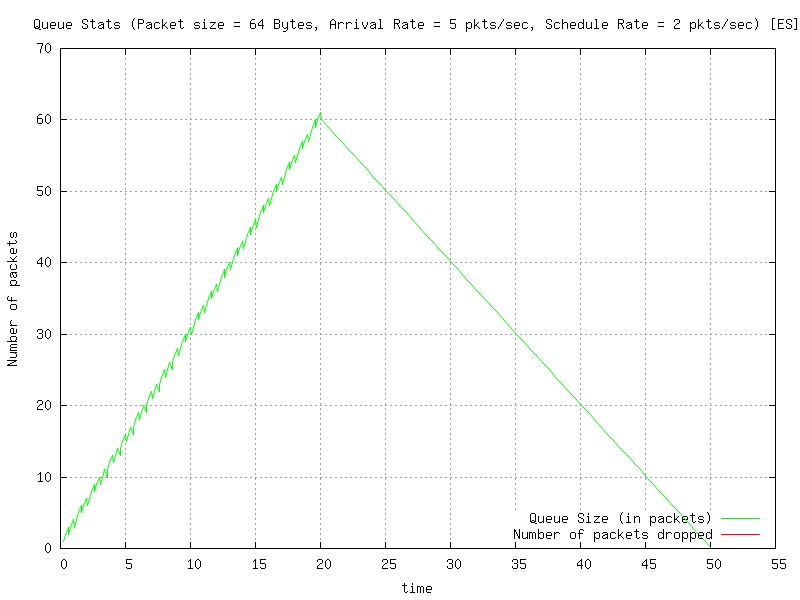 Queue Stats (Packet size = 64 Bytes, Arrival Rate = 5 pkts/sec, Schedule Rate = 2 pkts/sec) [ES]
70
60
50
40
30
20
10
0
Number of packets
Queue Size (in packets)
Number of packets dropped
0 5 10 15 20 25 30 35 40 45 50 55
time